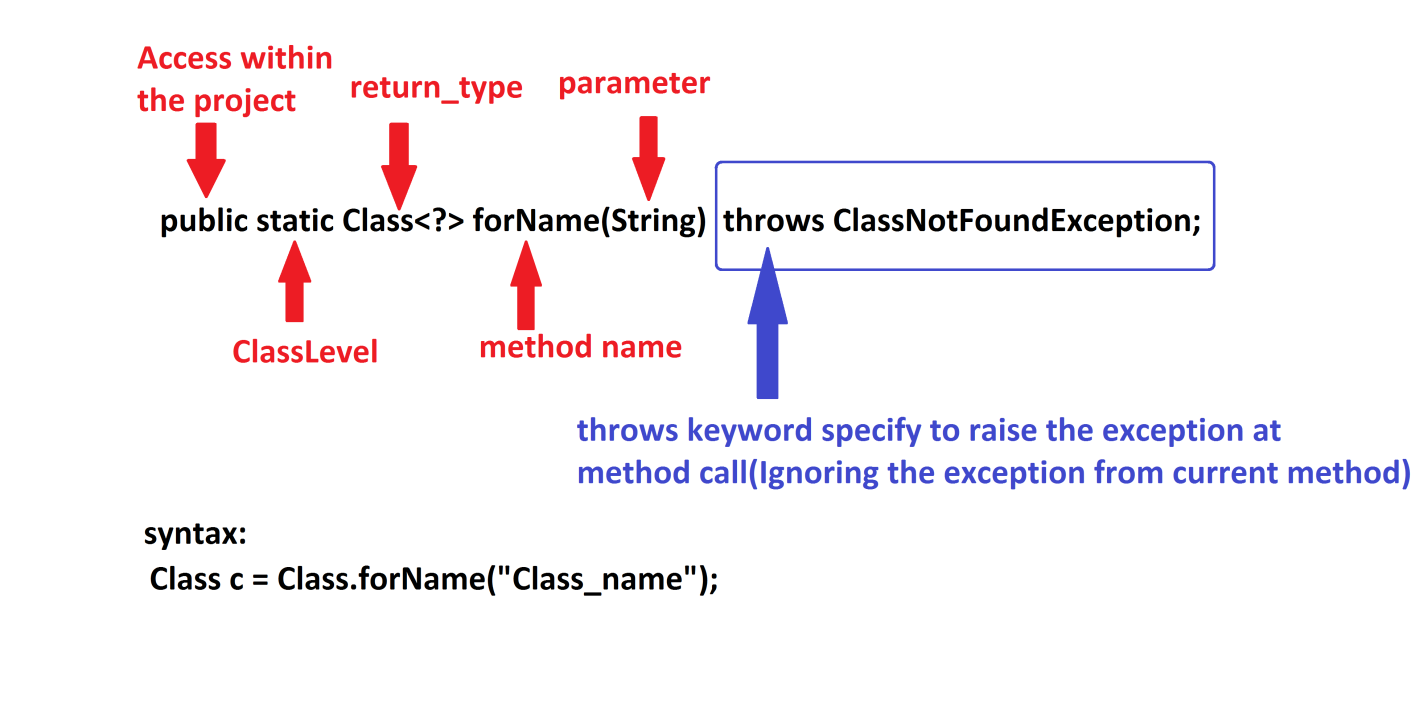 Access within
the project
return_type
parameter
public static Class<?> forName(String) throws ClassNotFoundException;
ClassLevel
method name
throws keyword specify to raise the exception at
method call(Ignoring the exception from current method)
syntax:
Class c = Class.forName("Class_name");